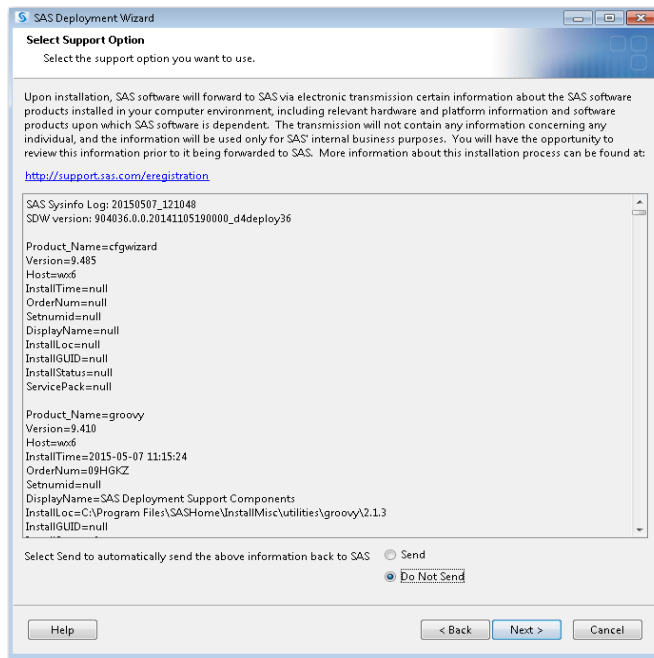 SAS Deployment Wizard
Select Support Option
Select the support option you want to use.
Upon installation, SAS software will forward to SAS via electronic transmission certain information about the SAS software
products installed in your computer environment, including relevant hardware and platform information and software
products upon which SAS software is dependent. The transmission will not contain any information concerning any
individual, and the information will be used only for SAS' internal business purposes. You will have the opportunity to
review this information prior to it being forwarded to SAS. More information about this installation process can be found at:
http://support.sas.com/eregistration
SAS Sysinfo Log: 20150507_121048
SDW version: 904036.0.0.20141105190000_d4deploy36
Product_Name=cfgwizard
Version=9.485
Host=wx6
InstallTime=null
OrderNum=null
Setnumid=null
DisplayName=null
InstallLoc=null
InstallGUID=null
InstallStatus=null
ServicePack=null
Product_Name=groovy
Version=9.410
Host=wx6
InstallTime=2015-05-07 11:15:24
OrderNum=09HGKZ
Setnumid=null
DisplayName=SAS Deployment Support Components
InstallLoc=C:\Program Files\SASHome\InstallMisc\utilities\groovy\2.1.3
InstallGUID=null
Select Send to automatically send the above information back to SAS Send
Do Not Send
Help < Back Next > Cancel